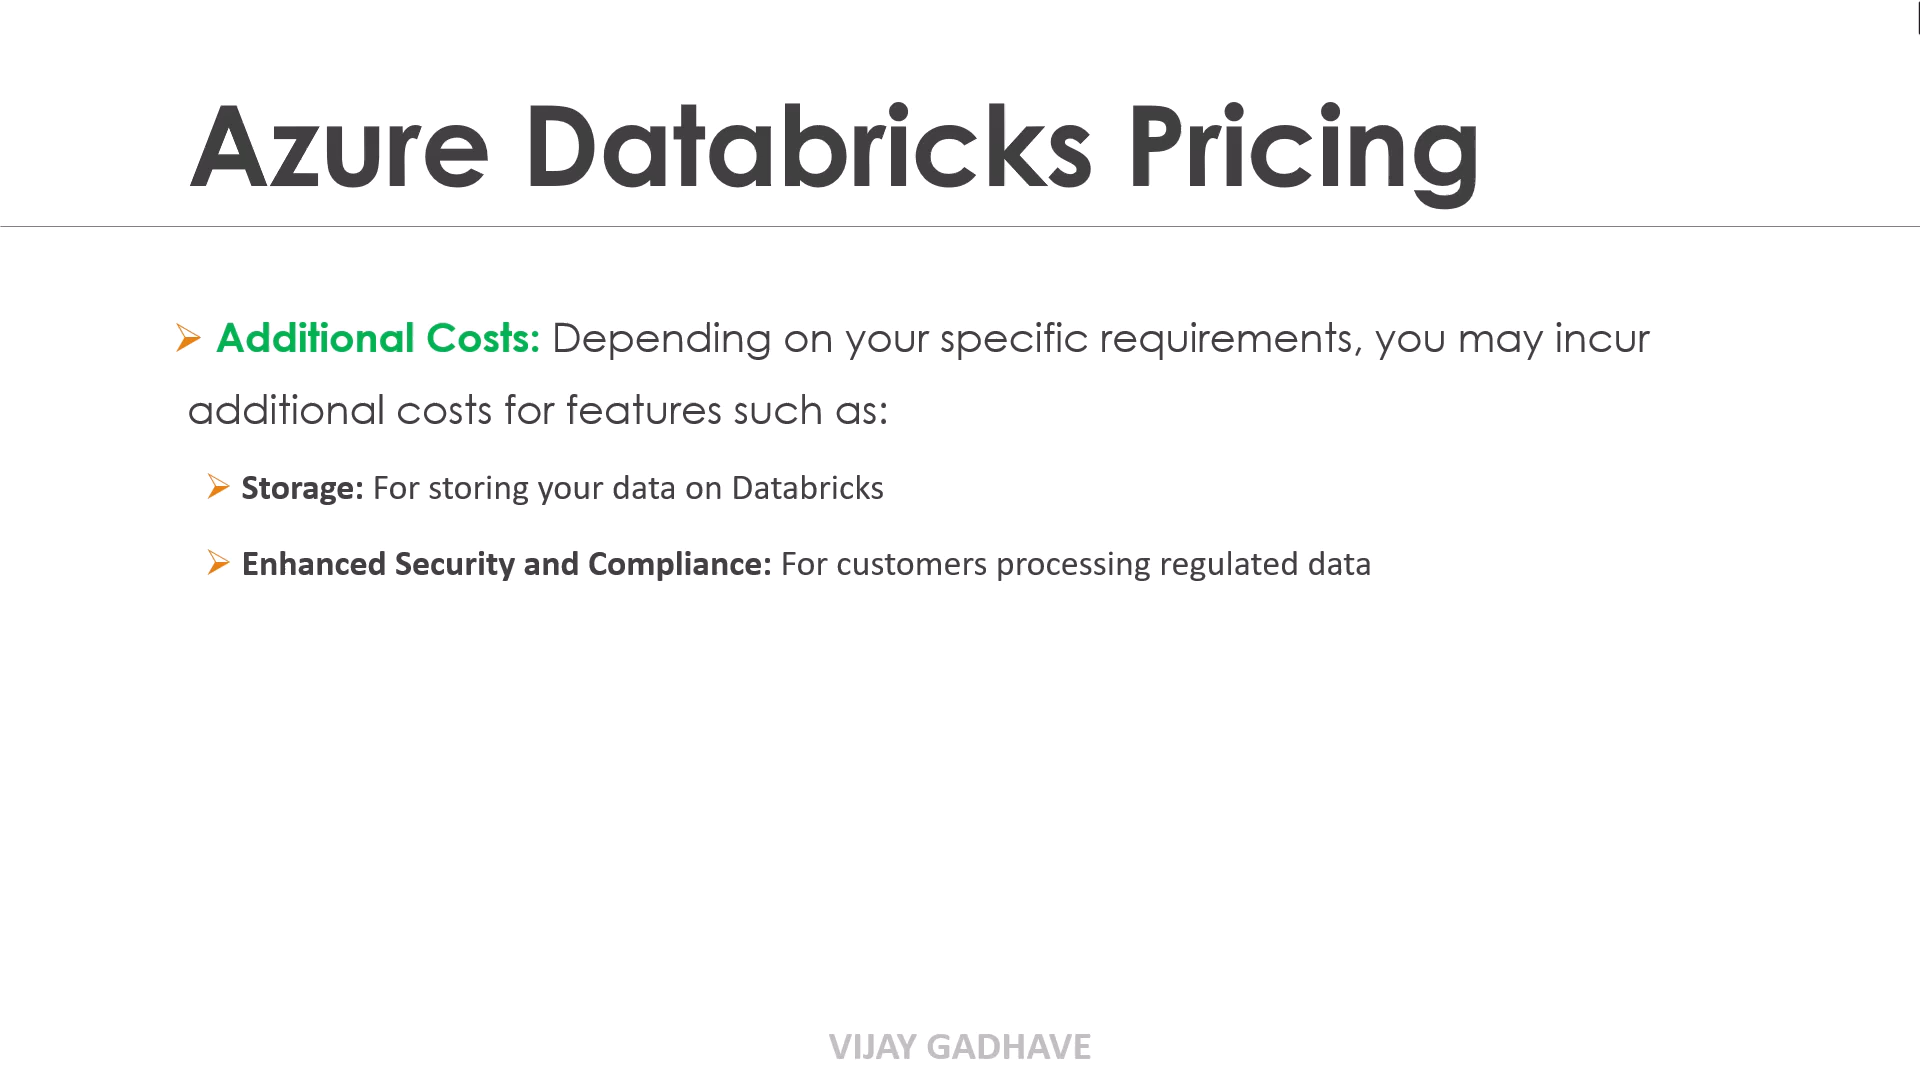 Azure Databricks Pricing
Additional Costs: Depending on your specific requirements, you may incur
additional costs for features such as:
Storage: For storing your data on Databricks
Enhanced Security and Compliance: For customers processing regulated data
VIJAY GADHAVE